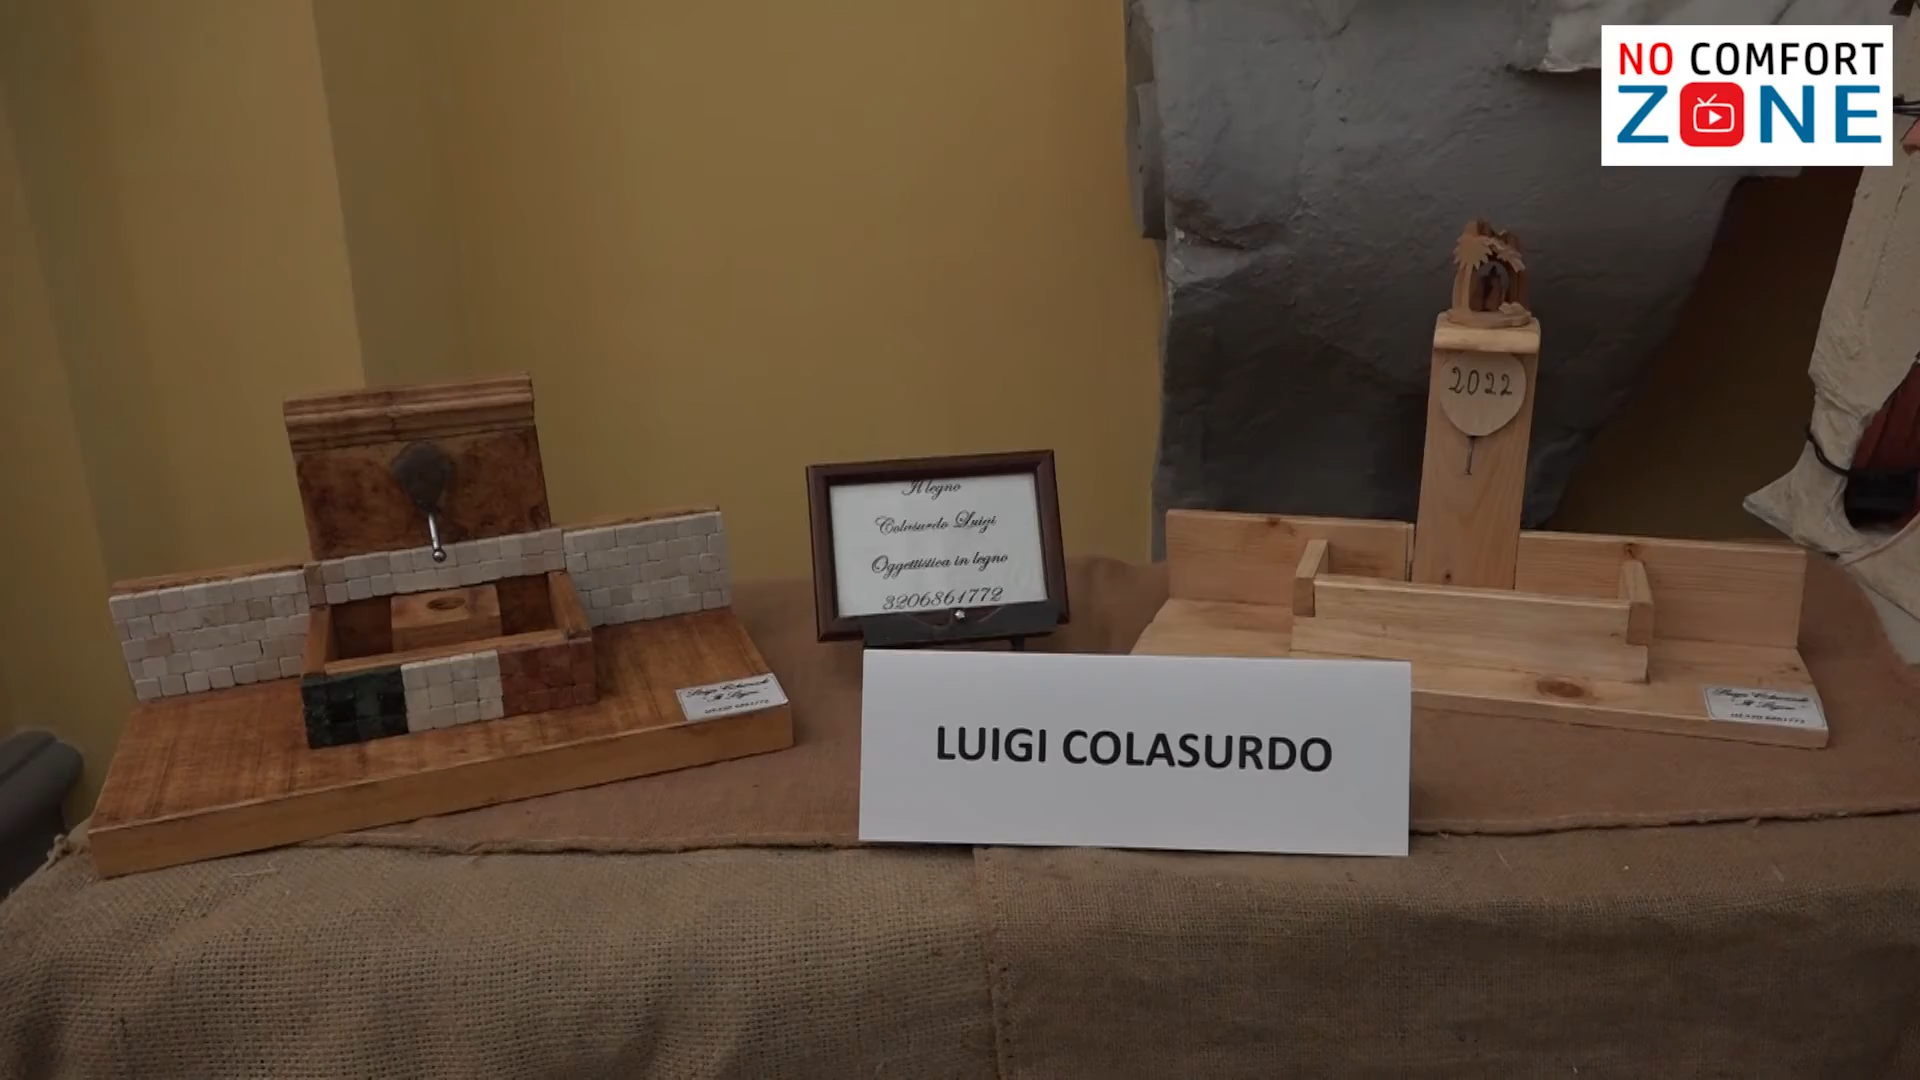 NO COMFORT
ZONE
2022
Il legno
Colasurdo Luigi
Oggettistica in legno
3206861772
LUIGI COLASURDO